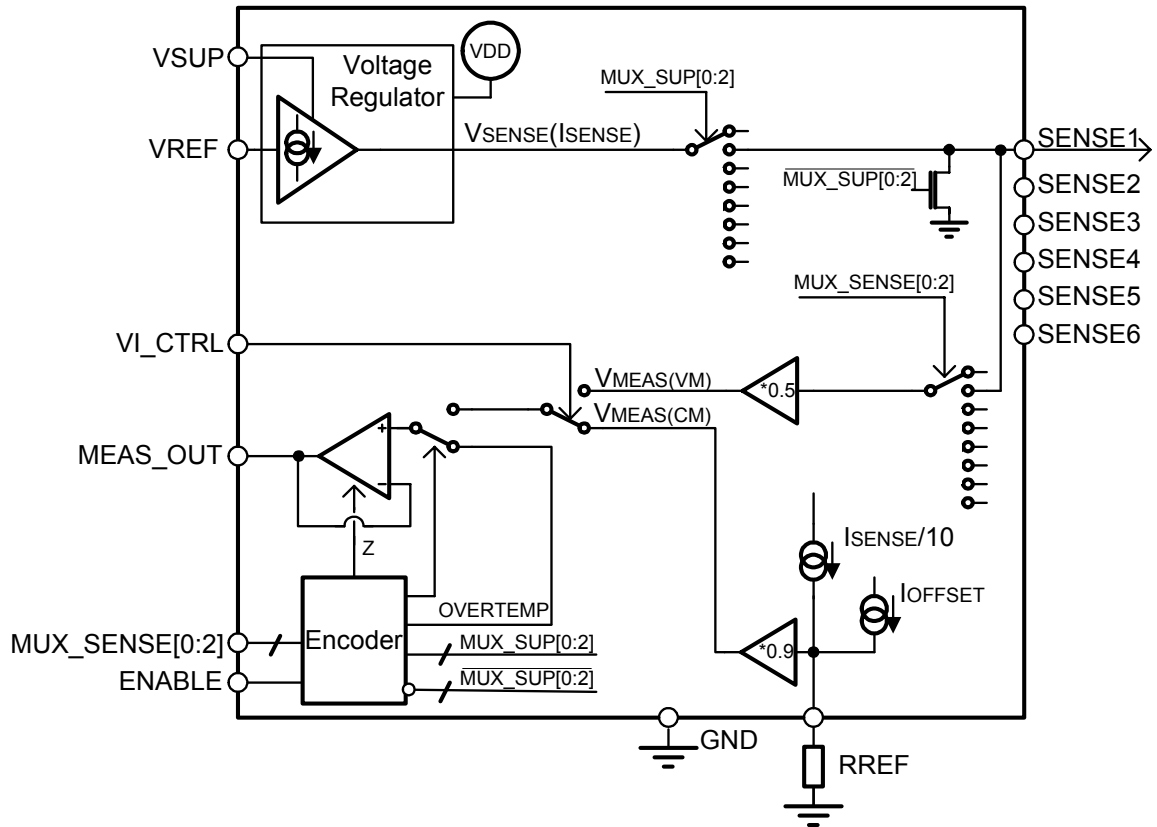 VSUP
Voltage
Regulator
VDD
MUX_SUP[0:2]
VREF
VSENSE(ISENSE)
SENSE1
MUX_SUP[0:2]
SENSE2
SENSE3
SENSE4
MUX_SENSE[0:2]
SENSE5
SENSE6
VI_CTRL
VMEAS(VM)
*0.5
VMEAS(CM)
+
MEAS_OUT
-
Z
ISENSE/10
IOFFSET
OVERTEMP
MUX_SENSE[0:2]
Encoder
MUX_SUP[0:2]
*0.9
ENABLE
MUX_SUP[0:2]
GND
RREF